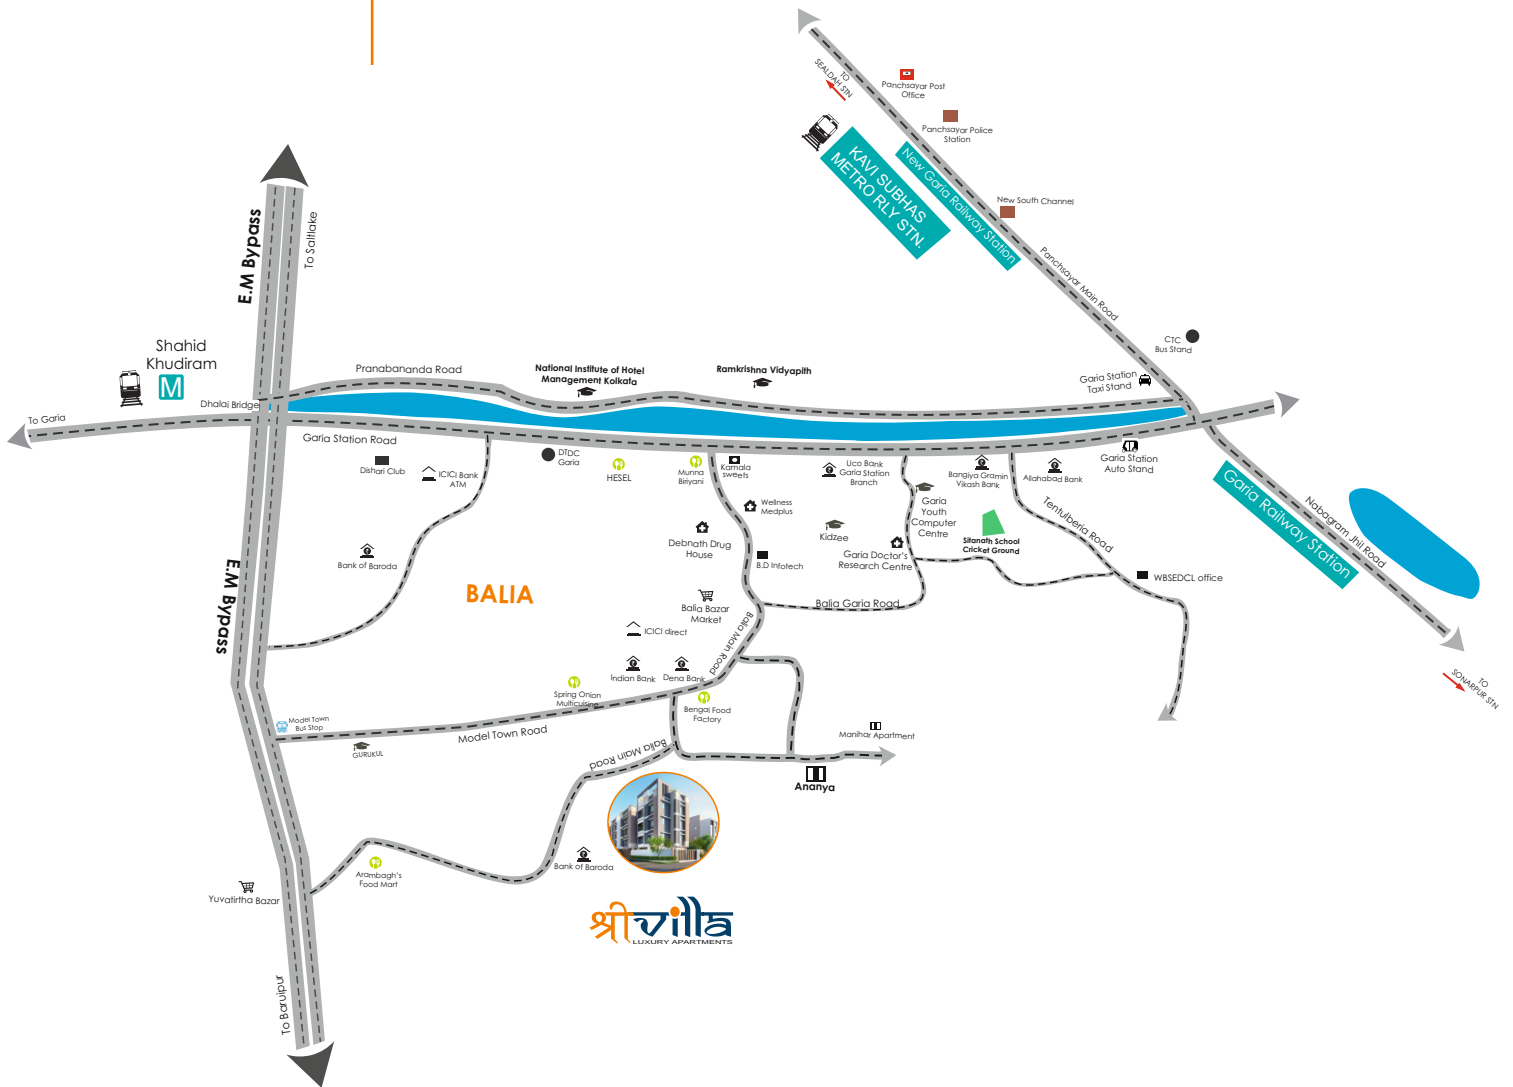 TO
SEALDAH STN
Panchsayar Post
Office
Panchsayar Police
Station
KAVI SUBHAS
METRO RLY STN.
New Garia Railway Station
New South Channel
Panchsayar Main Road
E.M Bypass
To Saltlake
CTC
Bus Stand
Garia Station
Taxi Stand
Shahid
Khudiram
M
Pranabananda Road
National Institute of Hotel
Management Kolkata
Ramkrishna Vidyapith
Dhalai Bridge
To Garia
Garia Station Road
Dishari Club
ICICI Bank
ATM
DTDC
Garia
HESEL
Munna
Biriyani
Kamala
sweets
Uco Bank
Garia Station
Branch
Bangiya Gramin
Vikash Bank
Allahabad Bank
Garia Station
Auto Stand
Garia Railway Station
Nabagram Jhil Road
Wellness
Medplus
Garia
Youth
Computer
Centre
Tentulberia Road
Debnath Drug
House
Kidzee
Sitanath School
Cricket Ground
Garia Doctor's
Research Centre
B.D Infotech
Bank of Baroda
WBSEDCL office
E.M Bypass
BALIA
Balia Bazar
Market
Balia Garia Road
ICICI direct
Balia Main Road
Indian Bank
Dena Bank
TO
SONARPUR STN
Spring Onion
Multicuisine
Bengal Food
Factory
Model Town
Bus Stop
Model Town Road
Manihar Apartment
GURUKUL
Balia Main Road
Ananya
Bank of Baroda
Arambagh's
Food Mart
Yuvatirtha Bazar
श्रीvilla
LUXURY APARTMENTS
To Baruipur